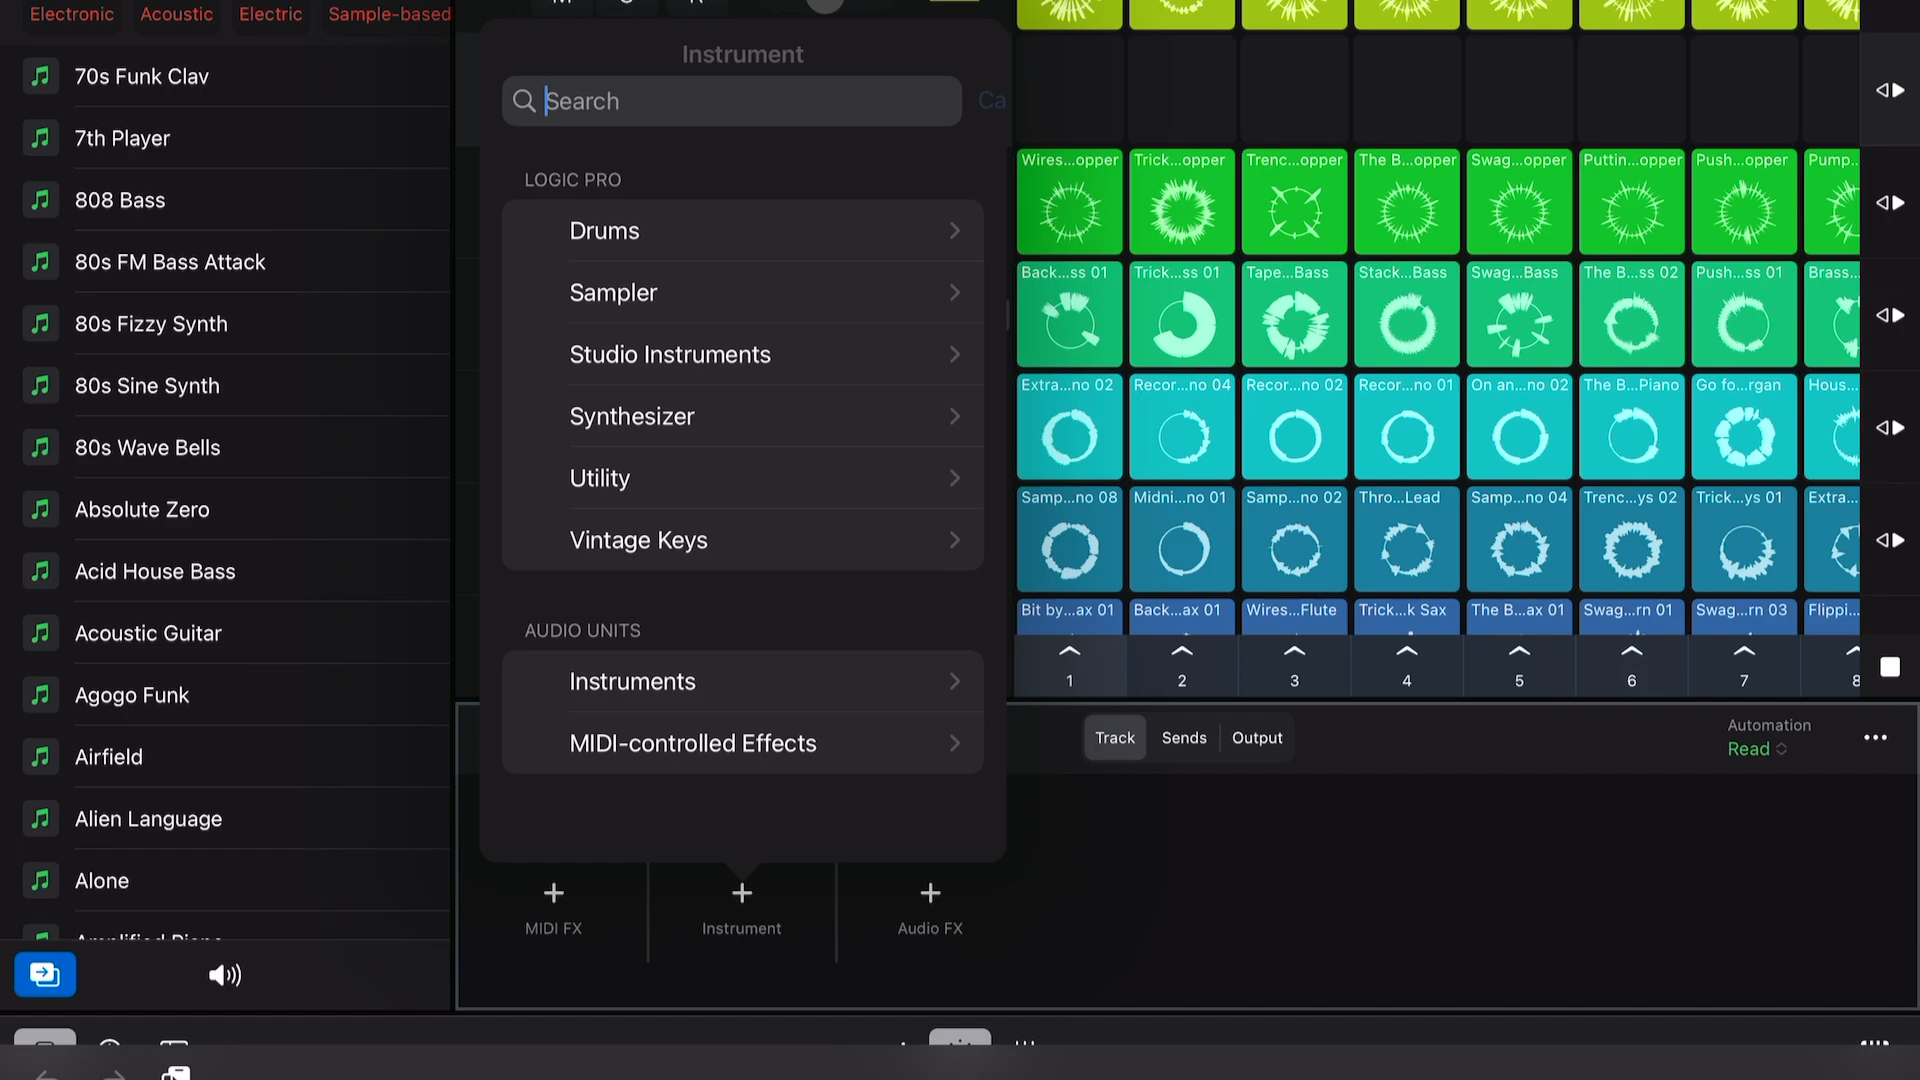 Electronic
Acoustic
Electric
Sample-based
70s Funk Clav
7th Player
808 Bass
80s FM Bass Attack
80s Fizzy Synth
80s Sine Synth
80s Wave Bells
Absolute Zero
Acid House Bass
Acoustic Guitar
Agogo Funk
Airfield
Alien Language
Alone
Instrument
Search
Ca
LOGIC PRO
Drums
Sampler
Studio Instruments
Synthesizer
Utility
Vintage Keys
AUDIO UNITS
Instruments
MIDI-controlled Effects
MIDI FX
Instrument
Audio FX
Wires...opper
Trick...opper
Trenc...opper
The B...opper
Swag...opper
Puttin...opper
Push...opper
Pump...
Back...ss 01
Trick...ss 01
Tape...Bass
Stack...Bass
Swag...Bass
The B...ss 02
Push...ss 01
Brass...
Extra...no 02
Recor...no 04
Recor...no 02
Recor...no 01
On an...no 02
The B...Piano
Go fo...rgan
Hous...
Samp...no 08
Midni...no 01
Samp...no 02
Thro...Lead
Samp...no 04
Trenc...ys 02
Trick...ys 01
Extra...
Bit by...ax 01
Back...ax 01
Wires...Flute
Trick...k Sax
The B...ax 01
Swag...rn 01
Swag...rn 03
Flippi...
1
2
3
4
5
6
7
8
Track
Sends
Output
Automation
Read